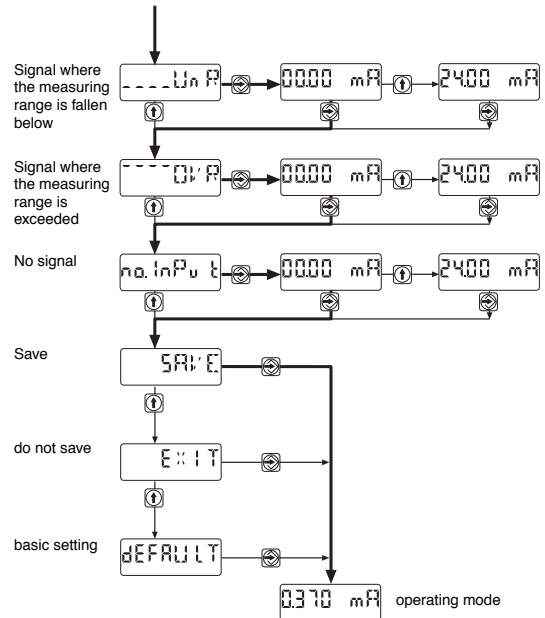 Signal where
the measuring
range is fallen
below
----Un R
00.00 mA
24.00 mA
Signal where
the measuring
range is
exceeded
----OV R
00.00 mA
24.00 mA
No signal
no.InPut
00.00 mA
24.00 mA
Save
SAVE
do not save
EXIT
basic setting
dEFAULT
0.370 mA
operating mode